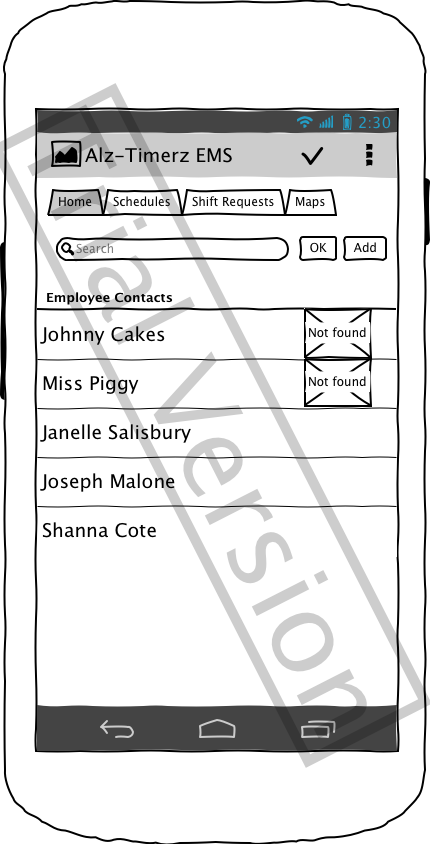 2:30
Alz-Timerz EMS
Home Schedules Shift Requests Maps
Search OK Add
Employee Contacts
Johnny Cakes Not found
Miss Piggy Not found
Janelle Salisbury
Joseph Malone
Shanna Cote
Trial Version